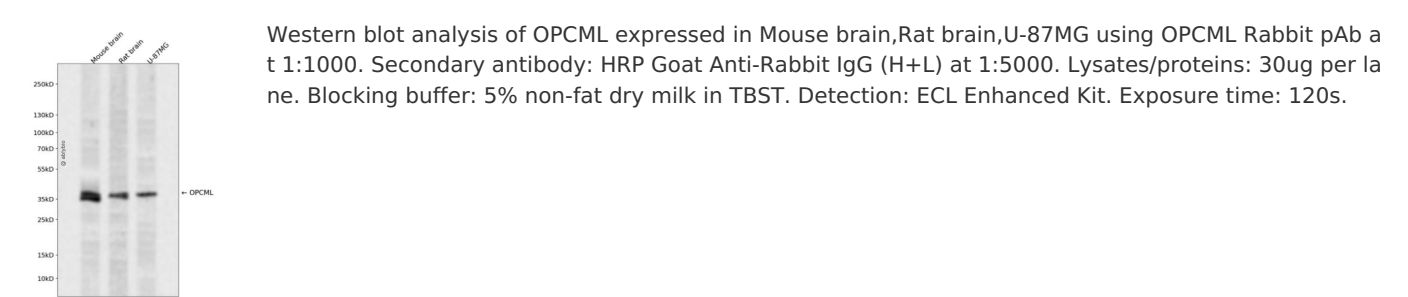 Mouse brain
Rat brain
U-87MG
250kD
130kD
100kD
70kD
55kD
35kD
25kD
15kD
10kD
← OPCML
Western blot analysis of OPCML expressed in Mouse brain,Rat brain,U-87MG using OPCML Rabbit pAb a
t 1:1000. Secondary antibody: HRP Goat Anti-Rabbit IgG (H+L) at 1:5000. Lysates/proteins: 30ug per la
ne. Blocking buffer: 5% non-fat dry milk in TBST. Detection: ECL Enhanced Kit. Exposure time: 120s.